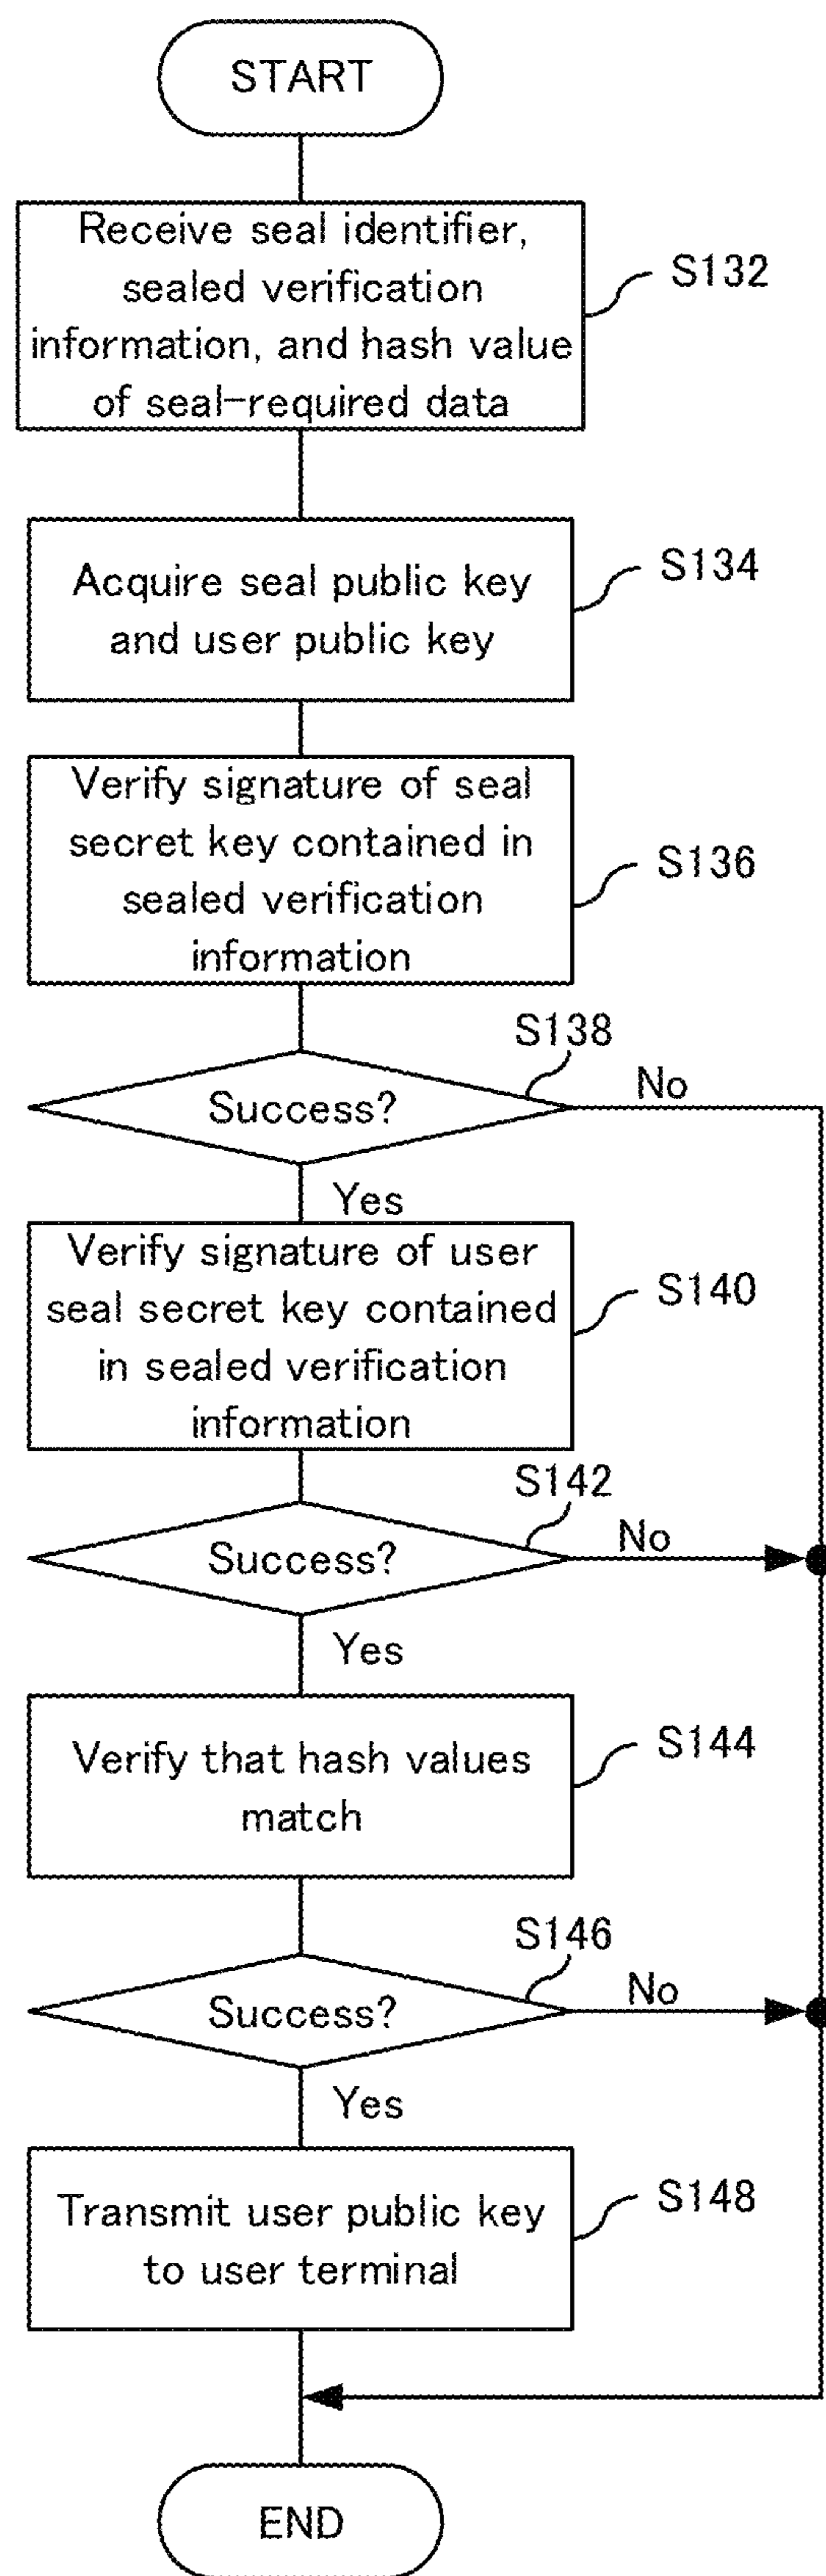 START
Receive seal identifier,
sealed verification
information, and hash value
of seal-required data
S132
Acquire seal public key
and user public key
S134
Verify signature of seal
secret key contained in
sealed verification
information
S136
S138
Success?
No
Yes
Verify signature of user
seal secret key contained
in sealed verification
information
S140
S142
Success?
No
Yes
Verify that hash values
match
S144
S146
Success?
No
Yes
Transmit user public key
to user terminal
S148
END